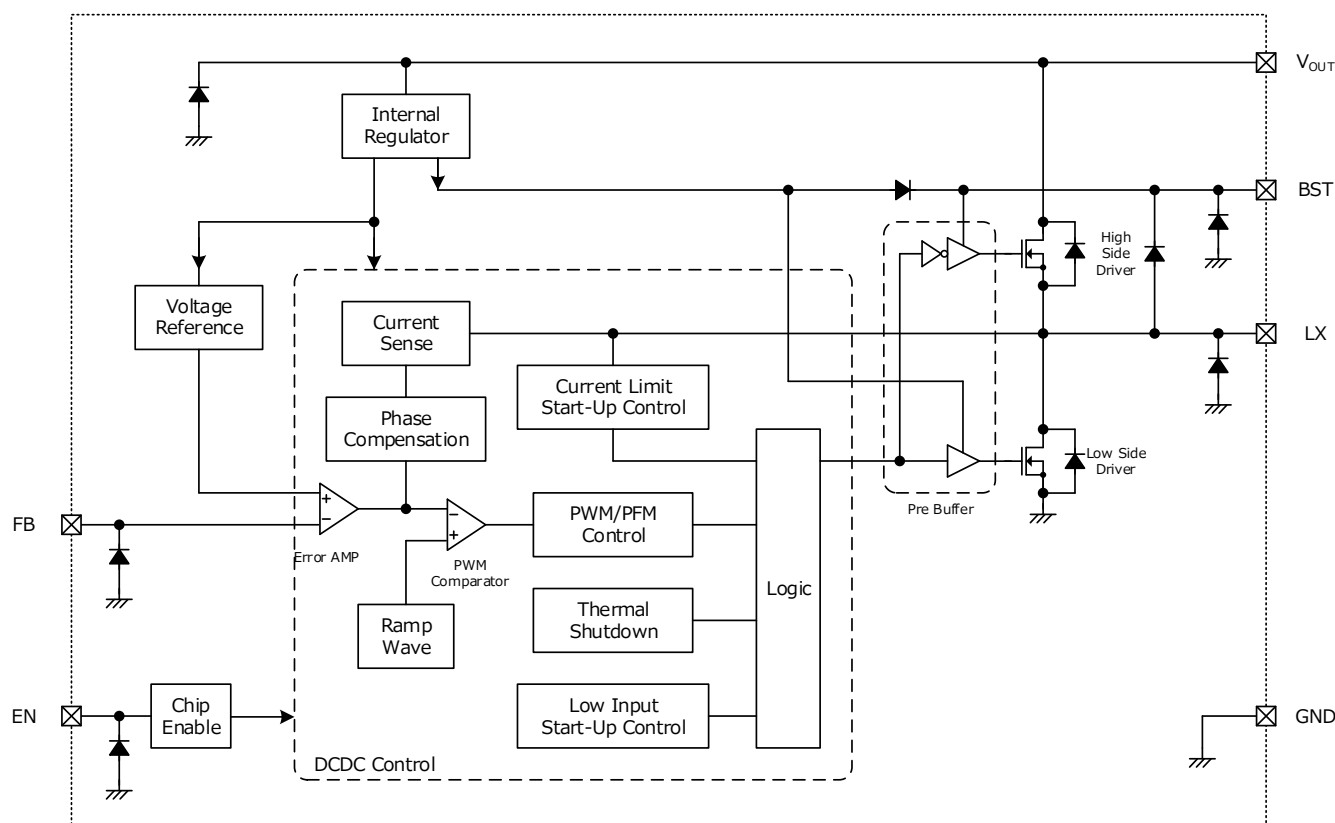 VOUT
Internal
Regulator
BST
High
Side
Driver
Voltage
Reference
Current
Sense
LX
Current Limit
Start-Up Control
Phase
Compensation
Low Side
Driver
+
−
Pre Buffer
FB
Error AMP
−
+
PWM
Comparator
PWM/PFM
Control
Logic
Ramp
Wave
Thermal
Shutdown
EN
Chip
Enable
Low Input
Start-Up Control
GND
DCDC Control